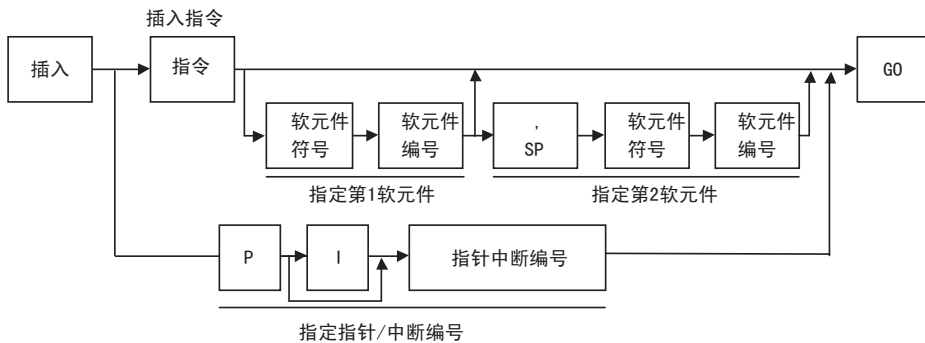 插入指令
插入
指令
GO
软元件
符号
软元件
编号
,
SP
软元件
符号
软元件
编号
指定第1软元件
指定第2软元件
P
I
指针中断编号
指定指针/中断编号